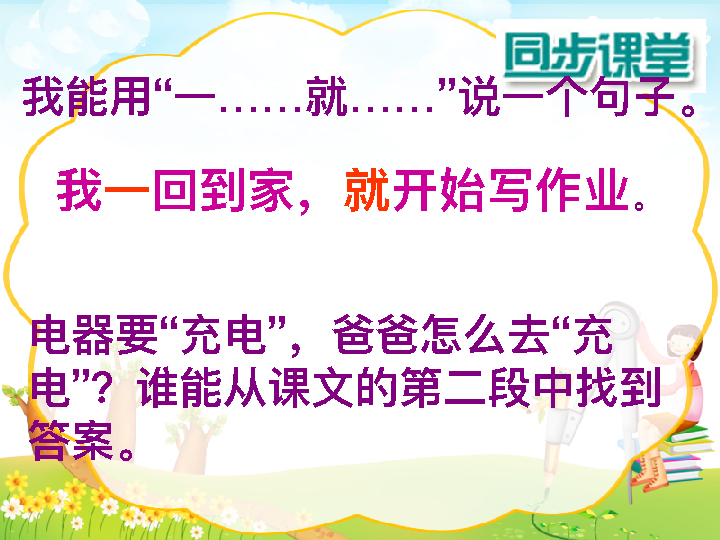 同步课堂
我能用“一……就……”说一个句子。
我一回到家，就开始写作业。
电器要“充电”，爸爸怎么去“充
电”？谁能从课文的第二段中找到
答案。